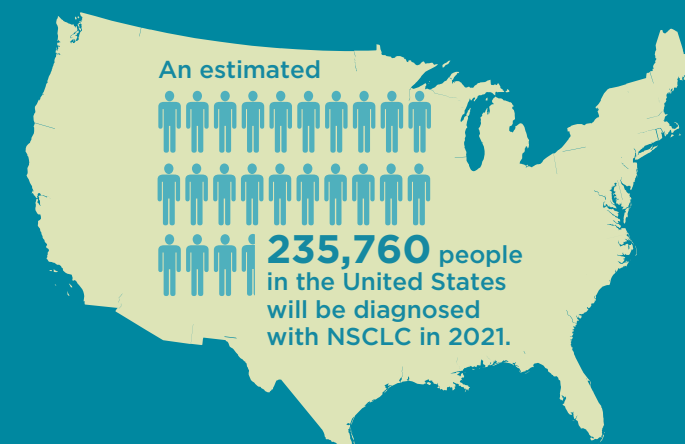 An estimated
235,760 people
in the United States
will be diagnosed
with NSCLC in 2021.